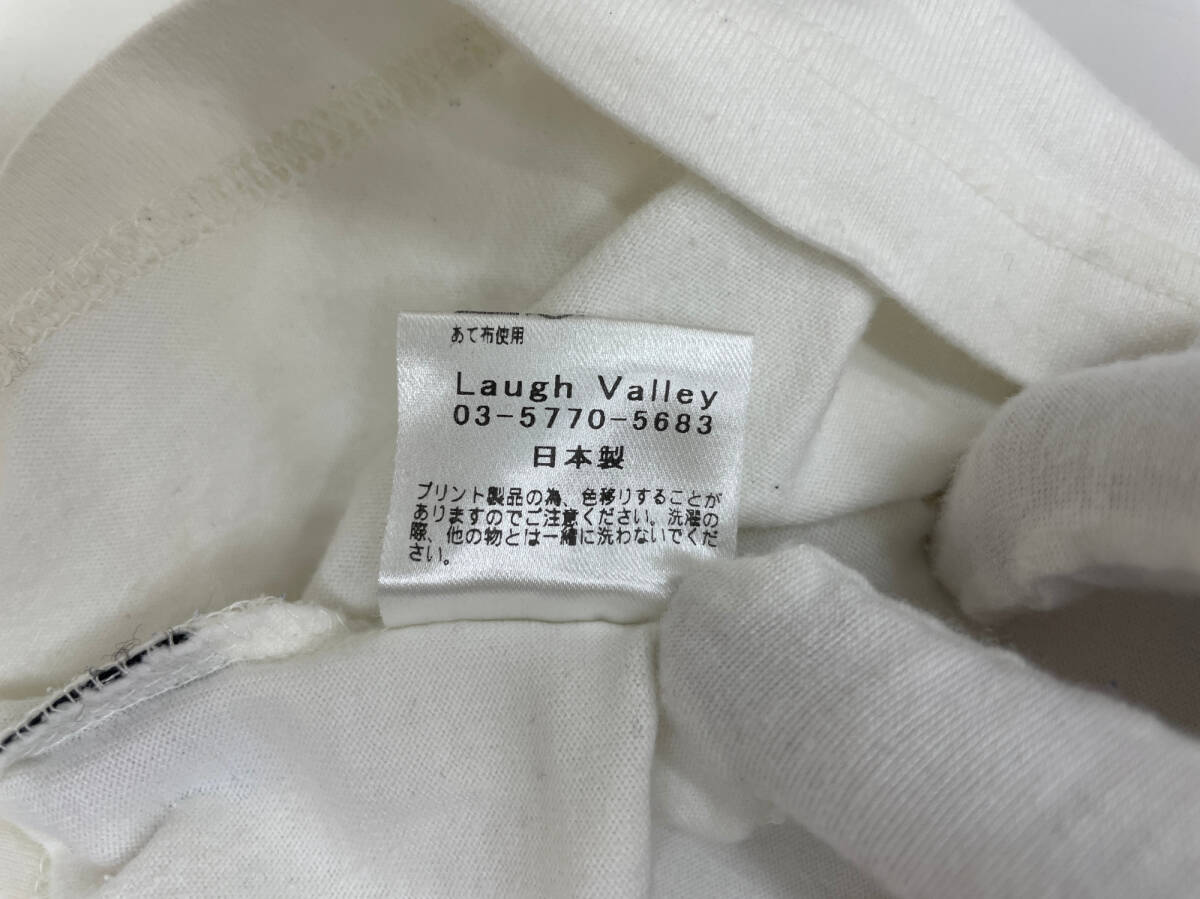 あて布使用
Laugh Valley
03-5770-5683
日本製
プリント製品の為、色移りすることが
ありますのでご注意ください。洗濯の
際、他の物とは一緒に洗わないでくだ
さい。